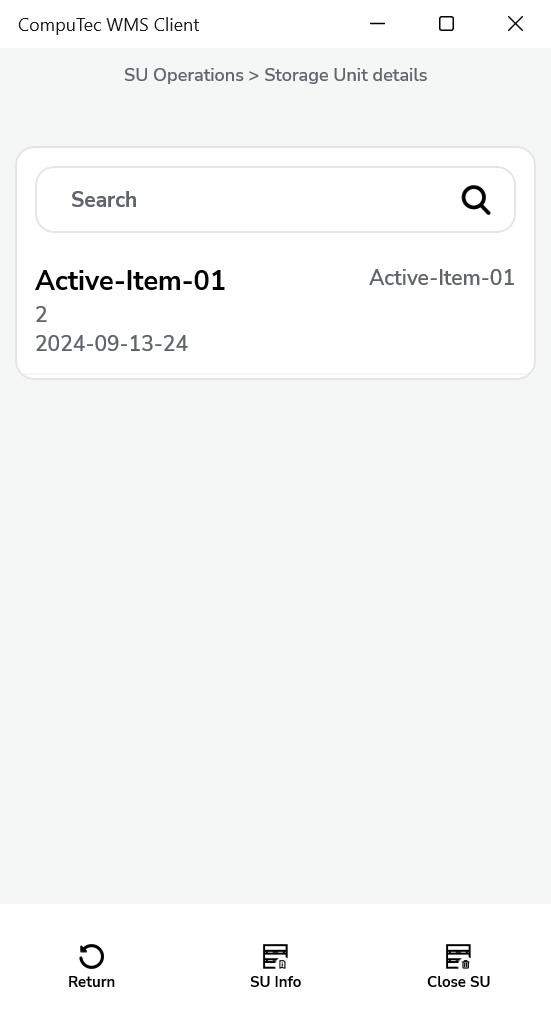 CompuTec WMS Client
SU Operations > Storage Unit details
Search
Active-Item-01
Active-Item-01
2
2024-09-13-24
Return
SU Info
Close SU